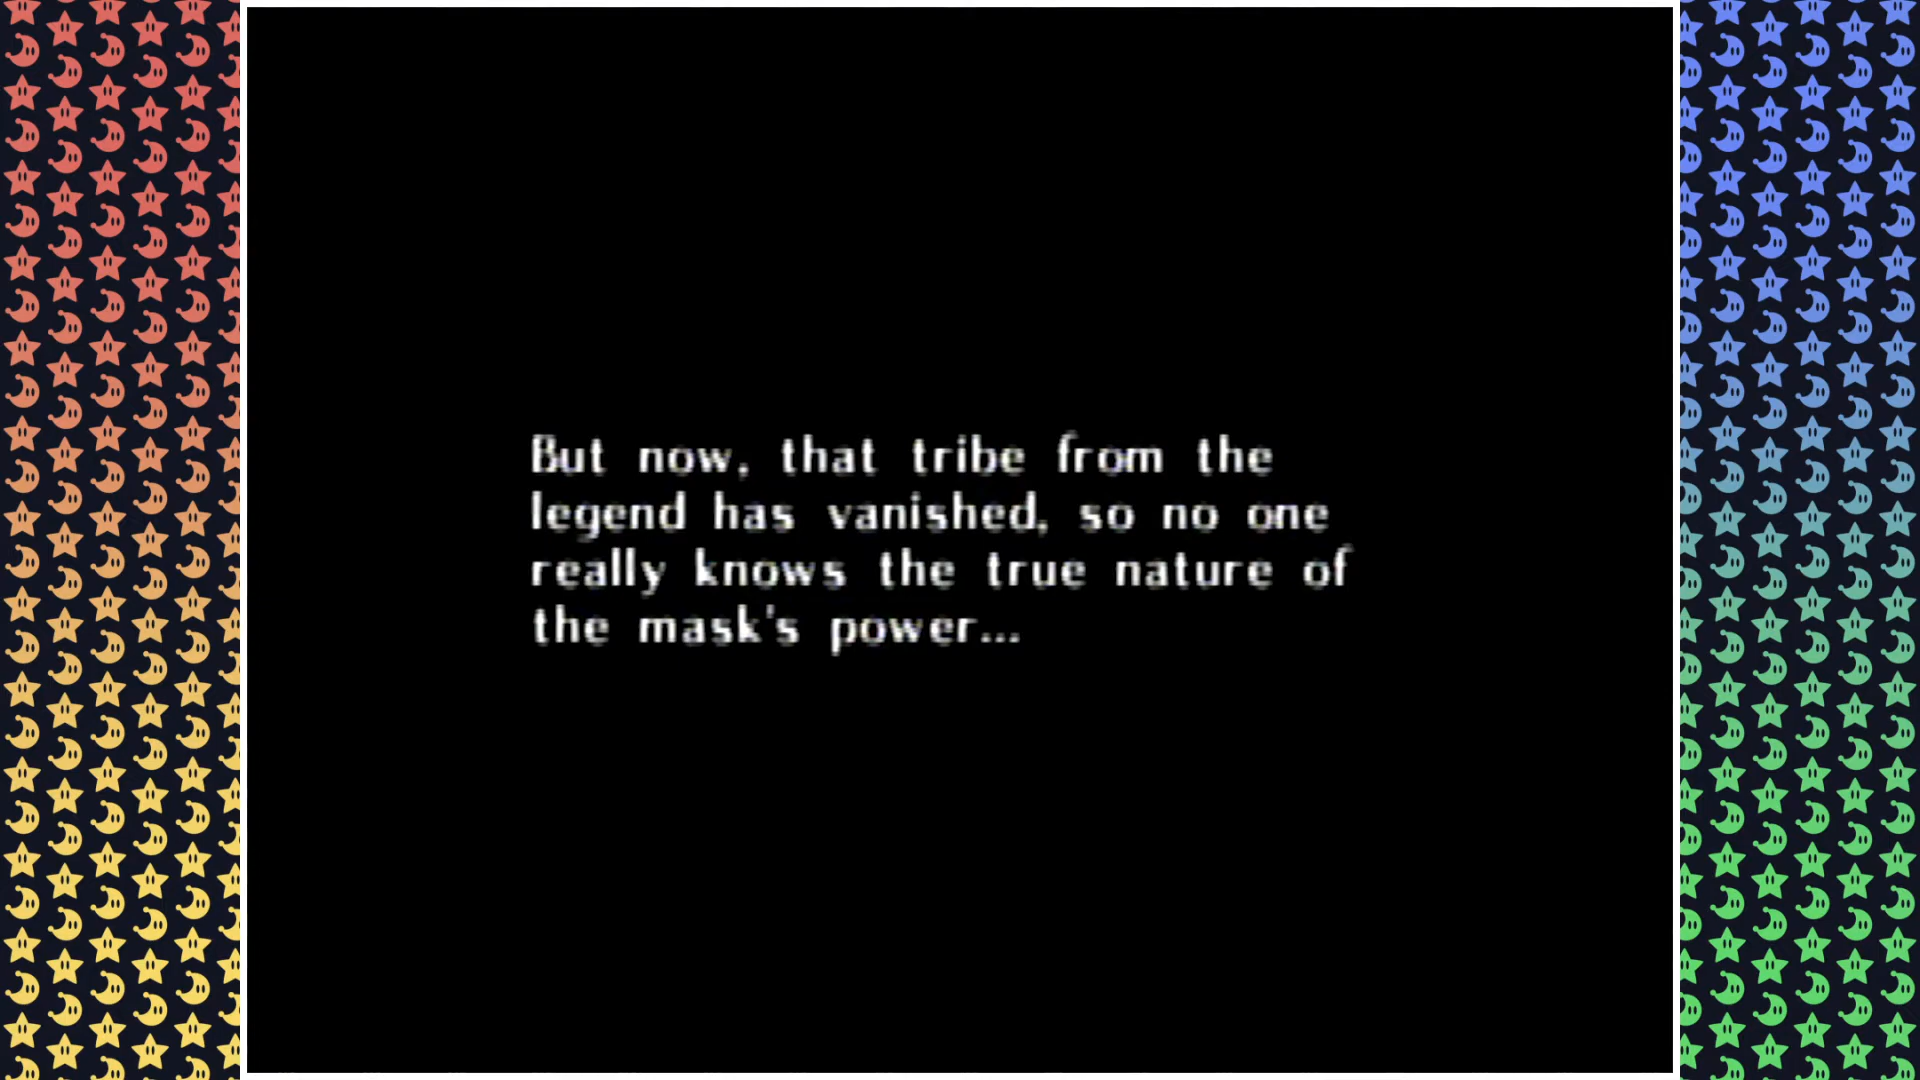 But now, that tribe from the
legend has vanished, so no one
really knows the true nature of
the mask's power...